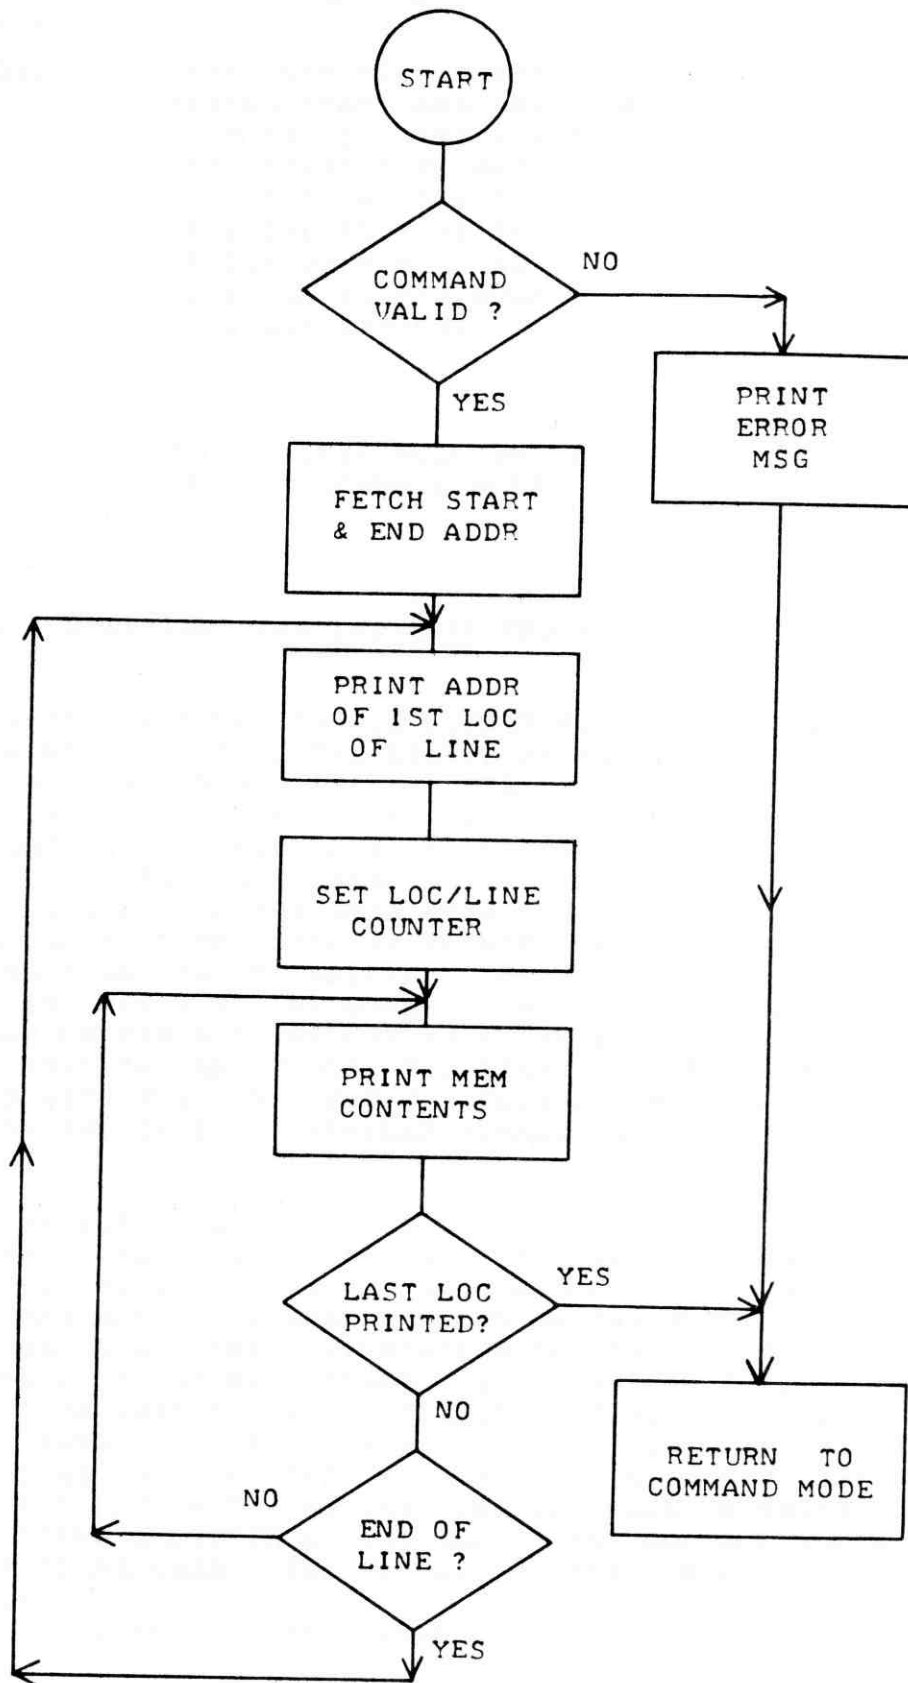 START
COMMAND
VALID ?
NO
YES
PRINT
ERROR
MSG
FETCH START
& END ADDR
PRINT ADDR
OF 1ST LOC
OF LINE
SET LOC/LINE
COUNTER
PRINT MEM
CONTENTS
LAST LOC
PRINTED?
YES
NO
RETURN TO
COMMAND MODE
END OF
LINE ?
NO
YES